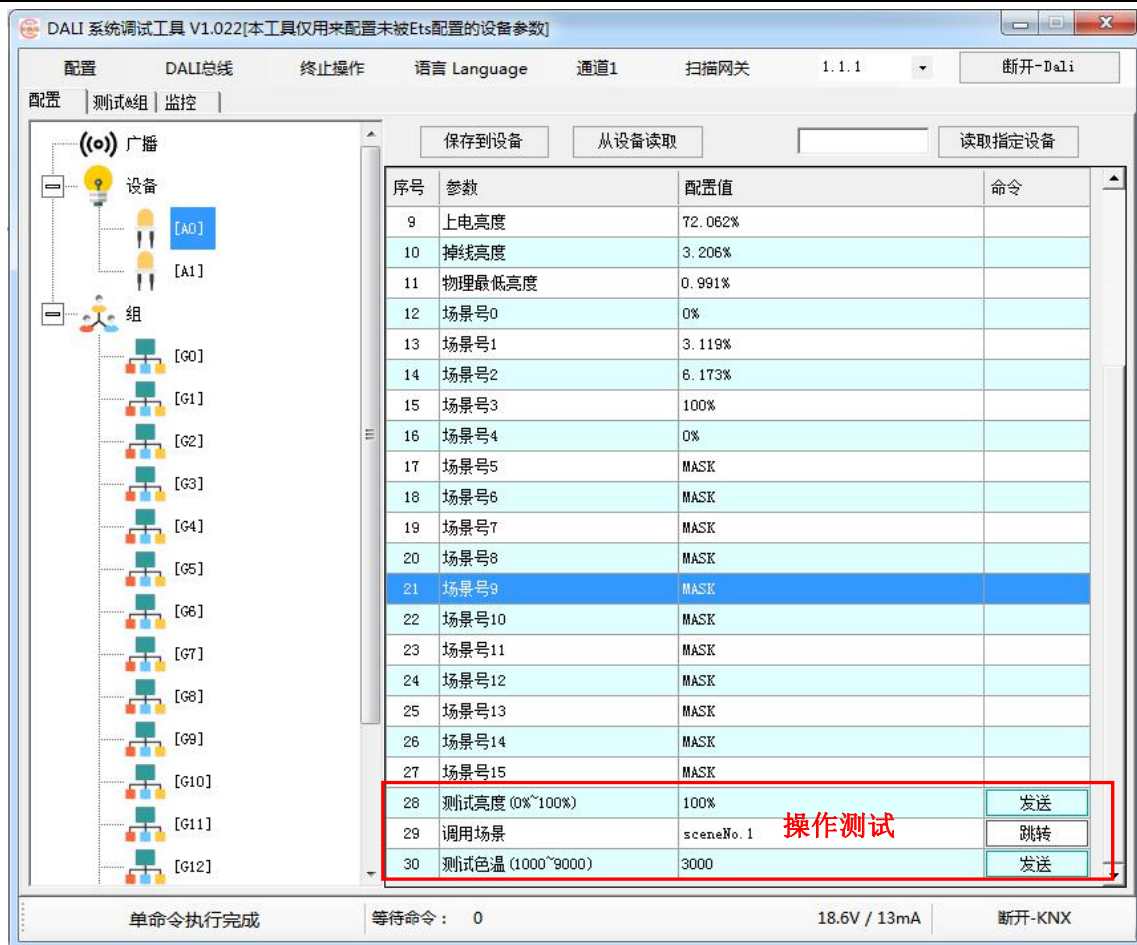 DALI 系统调试工具 V1.022[本工具仅用来配置未被Ets配置的设备参数]
配置 DALI总线 终止操作 语言 Language 通道1 扫描网关 1.1.1 断开-Dali
配置 测试&组 监控
广播
设备
[A0]
[A1]
组
[G0]
[G1]
[G2]
[G3]
[G4]
[G5]
[G6]
[G7]
[G8]
[G9]
[G10]
[G11]
[G12]
保存到设备 从设备读取 读取指定设备
序号 参数 配置值 命令
9 上电亮度 72.062%
10 掉线亮度 3.206%
11 物理最低亮度 0.991%
12 场景号0 0%
13 场景号1 3.119%
14 场景号2 6.173%
15 场景号3 100%
16 场景号4 0%
17 场景号5 MASK
18 场景号6 MASK
19 场景号7 MASK
20 场景号8 MASK
21 场景号9 MASK
22 场景号10 MASK
23 场景号11 MASK
24 场景号12 MASK
25 场景号13 MASK
26 场景号14 MASK
27 场景号15 MASK
28 测试亮度(0%~100%) 100% 发送
29 调用场景 sceneNo.1 操作测试 跳转
30 测试色温(1000~9000) 3000 发送
单命令执行完成 等待命令: 0 18.6V / 13mA 断开-KNX